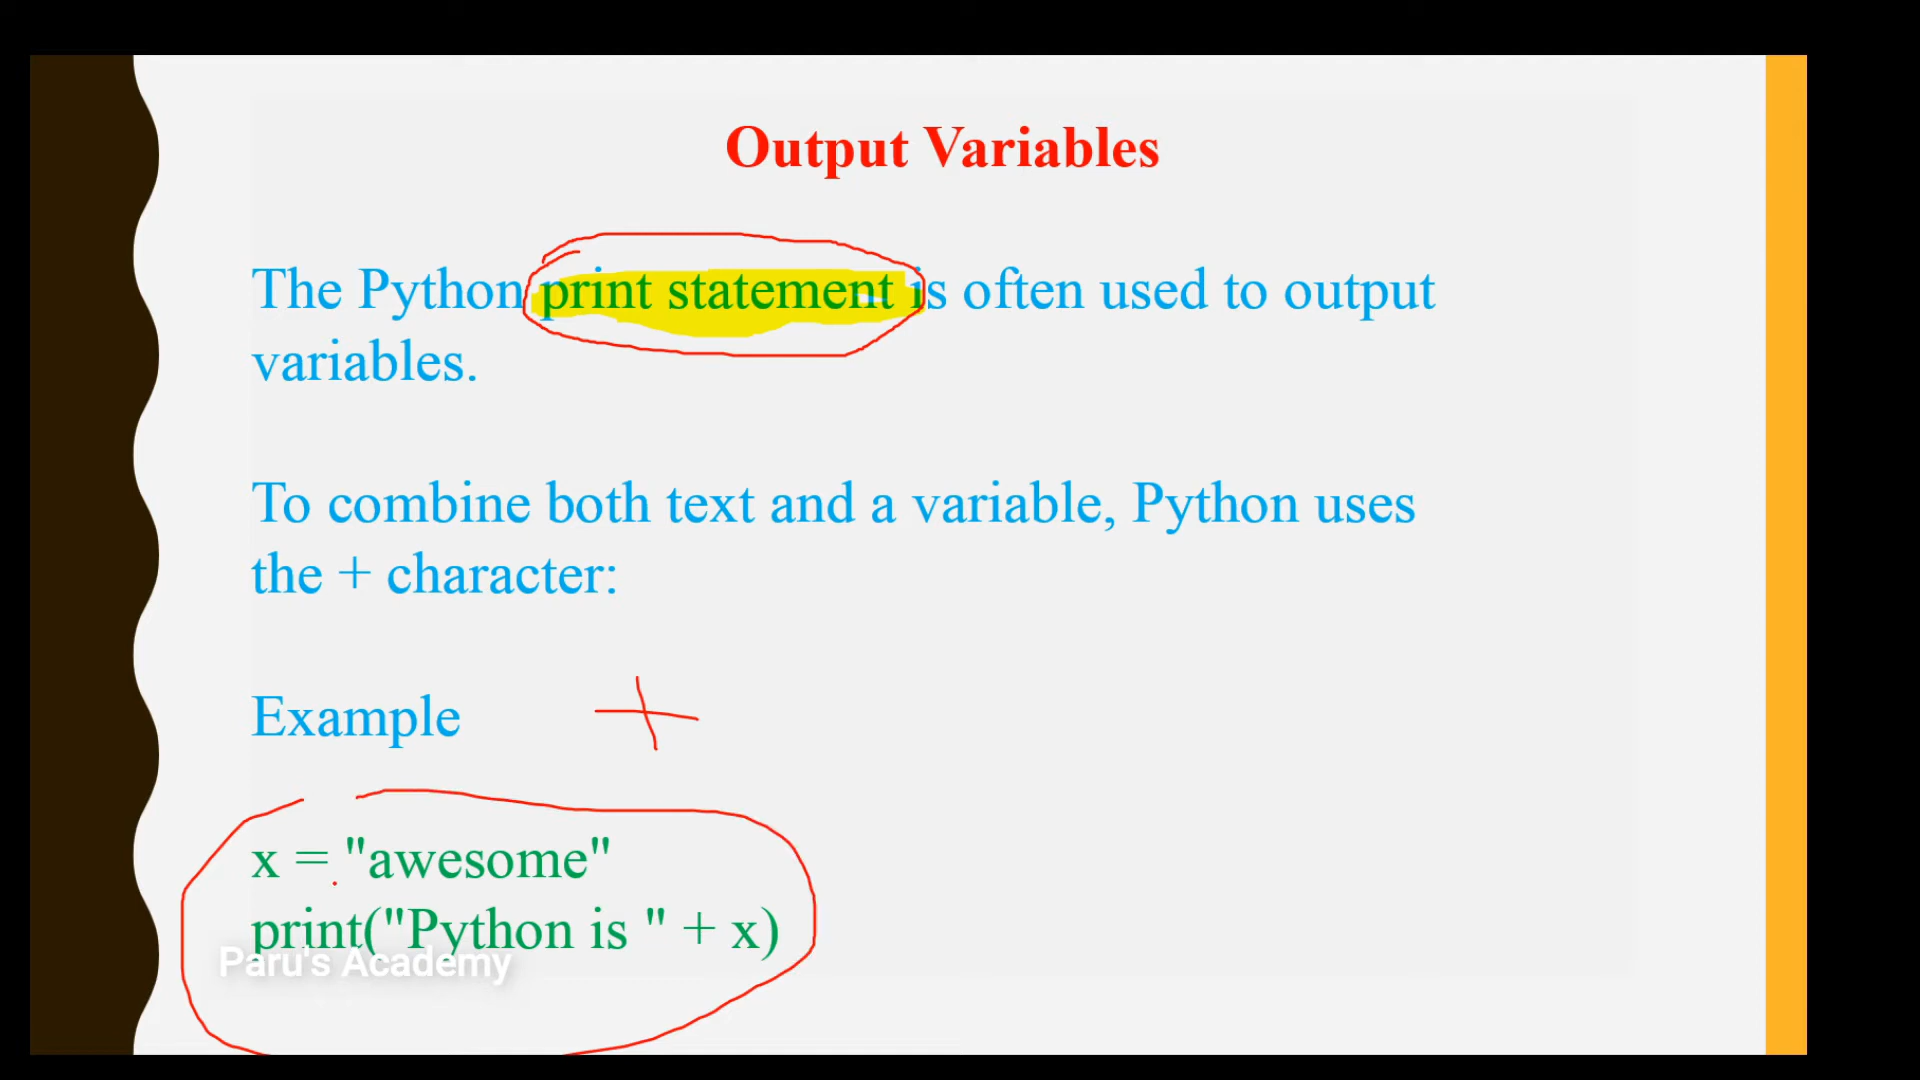 Output Variables
The Python print statement is often used to output
variables.
To combine both text and a variable, Python uses
the + character:
Example +
x = "awesome"
print("Python is " + x)
Paru's Academy